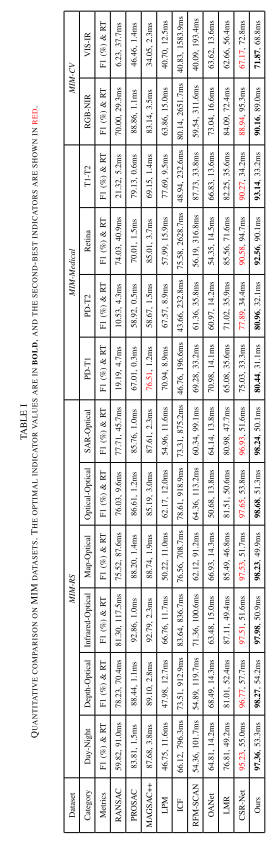 TABLE I
QUANTITATIVE COMPARISON ON MIM DATASETS. THE OPTIMAL INDICATOR VALUES ARE IN BOLD, AND THE SECOND-BEST INDICATORS ARE SHOWN IN RED.
Dataset MIM-RS MIM-Medical MIM-CV
Category Day-Night Depth-Optical Infrared-Optical Map-Optical Optical-Optical SAR-Optical PD-T1 PD-T2 Retina T1-T2 RGB-NIR VIS-IR
Metrics F1 (%) & RT F1 (%) & RT F1 (%) & RT F1 (%) & RT F1 (%) & RT F1 (%) & RT F1 (%) & RT F1 (%) & RT F1 (%) & RT F1 (%) & RT F1 (%) & RT F1 (%) & RT
RANSAC 59.82, 91.0ms 78.23, 70.4ms 81.30, 117.5ms 75.52, 87.6ms 76.03, 9.6ms 77.71, 45.7ms 19.19, 4.7ms 10.53, 4.3ms 74.03, 40.9ms 21.32, 5.2ms 70.00, 29.3ms 6.23, 37.7ms
PROSAC 83.81, 1.5ms 88.44, 1.1ms 92.86, 1.0ms 88.20, 1.4ms 86.61, 1.2ms 85.76, 1.0ms 67.01, 0.3ms 58.92, 0.5ms 70.01, 1.5ms 79.13, 0.6ms 88.86, 1.1ms 46.46, 1.4ms
MAGSAC++ 87.68, 3.8ms 89.10, 2.8ms 92.79, 2.3ms 88.74, 1.9ms 85.19, 3.0ms 87.61, 2.3ms 76.51, 1.2ms 58.67, 1.5ms 85.01, 3.7ms 69.15, 1.4ms 83.14, 3.5ms 34.05, 2.3ms
LPM 46.75, 11.6ms 47.98, 12.7ms 66.76, 11.7ms 50.22, 11.0ms 62.17, 12.0ms 54.96, 11.6ms 70.94, 8.9ms 67.57, 8.9ms 57.99, 15.9ms 77.69, 9.5ms 63.86, 15.0ms 40.70, 12.5ms
ICF 66.12, 796.3ms 73.51, 912.9ms 83.64, 836.7ms 76.56, 708.7ms 78.61, 918.9ms 73.31, 875.2ms 46.76, 196.6ms 43.66, 232.8ms 75.58, 2628.7ms 48.94, 232.6ms 80.14, 2651.7ms 40.83, 1583.9ms
RFM-SCAN 54.36, 101.7ms 54.89, 119.7ms 71.36, 100.6ms 62.12, 91.2ms 64.36, 113.2ms 60.34, 99.1ms 69.28, 33.2ms 61.36, 35.8ms 56.19, 316.8ms 87.73, 33.8ms 59.54, 311.6ms 40.09, 193.4ms
OANet 64.81, 14.2ms 68.49, 14.3ms 63.48, 15.0ms 66.93, 14.3ms 50.68, 13.8ms 64.14, 13.8ms 70.98, 14.1ms 60.97, 14.2ms 54.35, 14.5ms 66.83, 13.6ms 73.04, 16.6ms 63.62, 13.6ms
LMR 76.81, 49.2ms 81.01, 52.4ms 87.11, 49.4ms 85.49, 46.8ms 81.51, 50.6ms 80.98, 47.7ms 65.08, 35.6ms 71.02, 35.9ms 85.56, 71.6ms 82.25, 35.1ms 84.09, 72.4ms 62.66, 56.4ms
CSR-Net 95.23, 55.0ms 96.77, 57.7ms 97.51, 51.6ms 97.53, 51.7ms 97.65, 53.8ms 96.93, 51.6ms 75.03, 33.3ms 77.89, 34.4ms 90.58, 94.7ms 90.27, 34.2ms 88.94, 95.3ms 67.17, 72.8ms
Ours 97.36, 53.3ms 98.27, 54.2ms 97.98, 50.9ms 98.23, 49.9ms 98.68, 51.3ms 98.24, 50.1ms 80.44, 31.1ms 80.96, 32.1ms 92.56, 90.1ms 93.14, 33.2ms 90.16, 89.0ms 71.87, 68.8ms